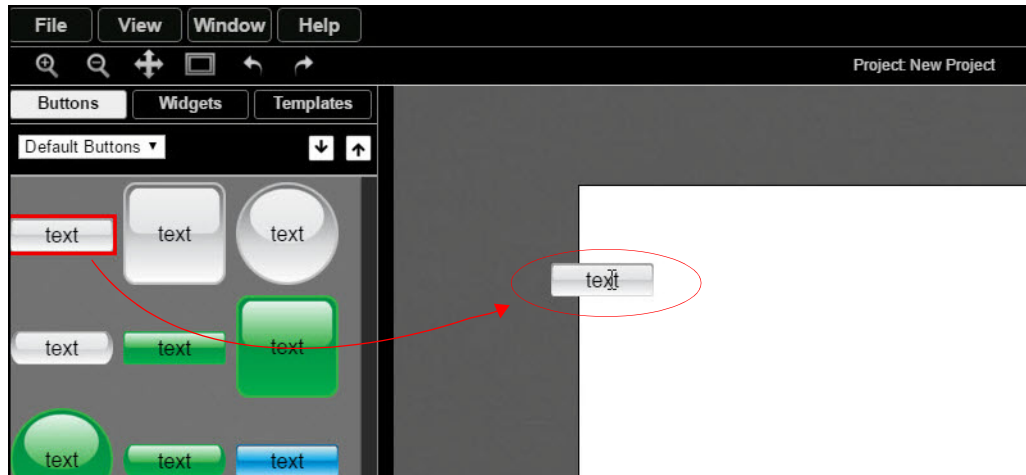 File View Window Help
Project: New Project
Buttons Widgets Templates
Default Buttons
text text text
text
text text text
text text text